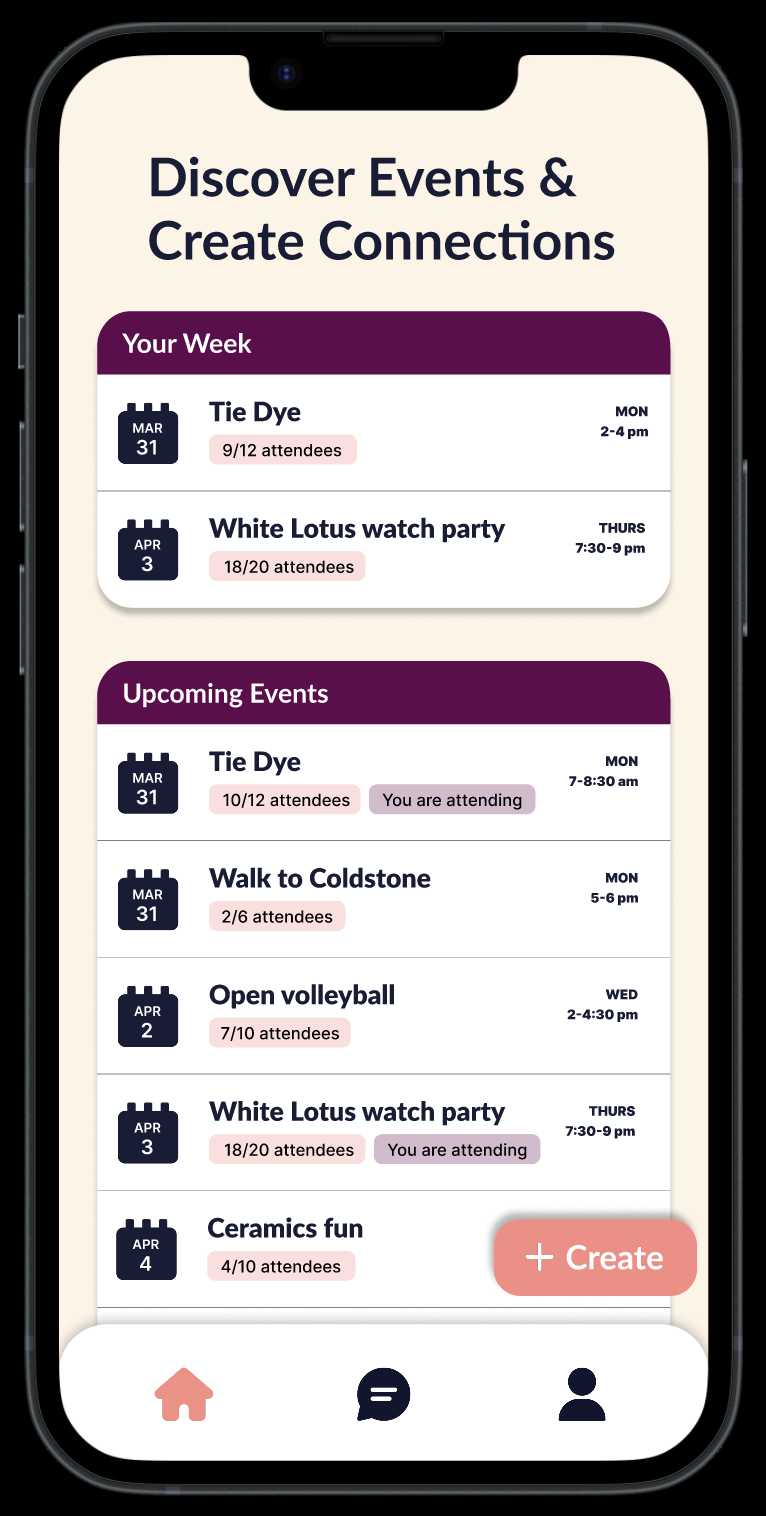 Discover Events &
Create Connections
Your Week
MAR
31
Tie Dye
9/12 attendees
MON
2-4 pm
APR
3
White Lotus watch party
18/20 attendees
THURS
7:30-9 pm
Upcoming Events
MAR
31
Tie Dye
10/12 attendees You are attending
MON
7-8:30 am
MAR
31
Walk to Coldstone
2/6 attendees
MON
5-6 pm
APR
2
Open volleyball
7/10 attendees
WED
2-4:30 pm
APR
3
White Lotus watch party
18/20 attendees You are attending
THURS
7:30-9 pm
APR
4
Ceramics fun
4/10 attendees
+ Create